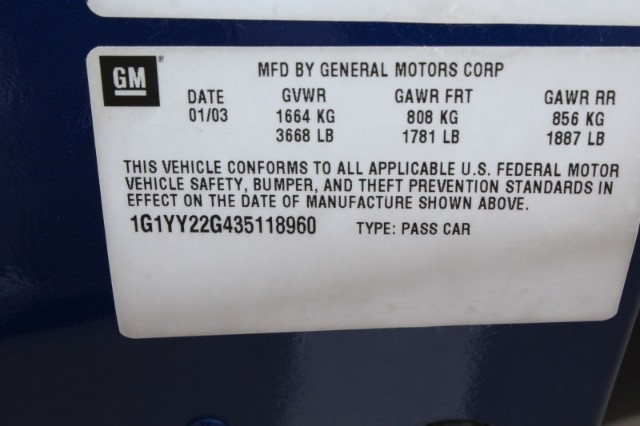 GM
MFD BY GENERAL MOTORS CORP
DATE GVWR GAWR FRT GAWR RR
01/03 1664 KG 808 KG 856 KG
3668 LB 1781 LB 1887 LB
THIS VEHICLE CONFORMS TO ALL APPLICABLE U.S. FEDERAL MOTOR
VEHICLE SAFETY, BUMPER, AND THEFT PREVENTION STANDARDS IN
EFFECT ON THE DATE OF MANUFACTURE SHOWN ABOVE.
1G1YY22G435118960 TYPE: PASS CAR